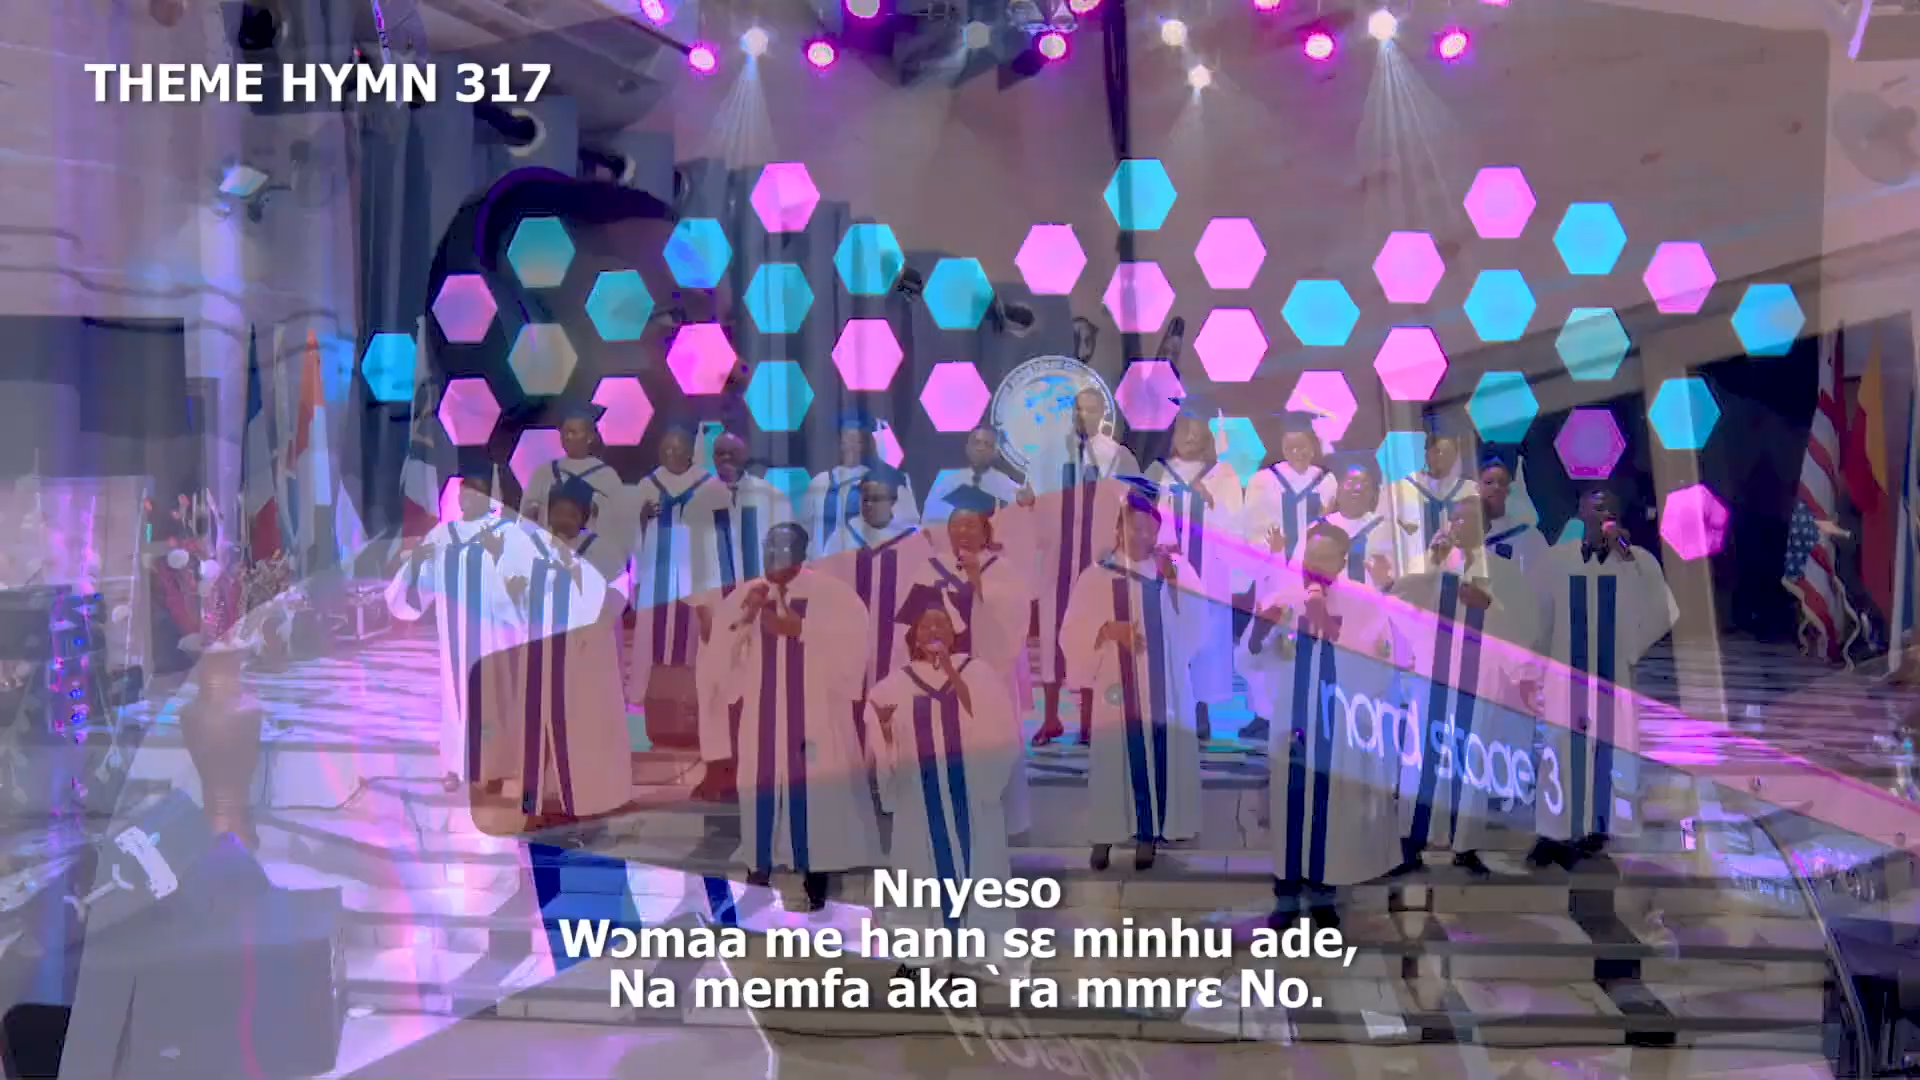 THEME HYMN 317
nord stage 3
Nnyeso
Wɔmaa me hann sɛ minhu ade,
Na memfa aka`ra mmrɛ No.